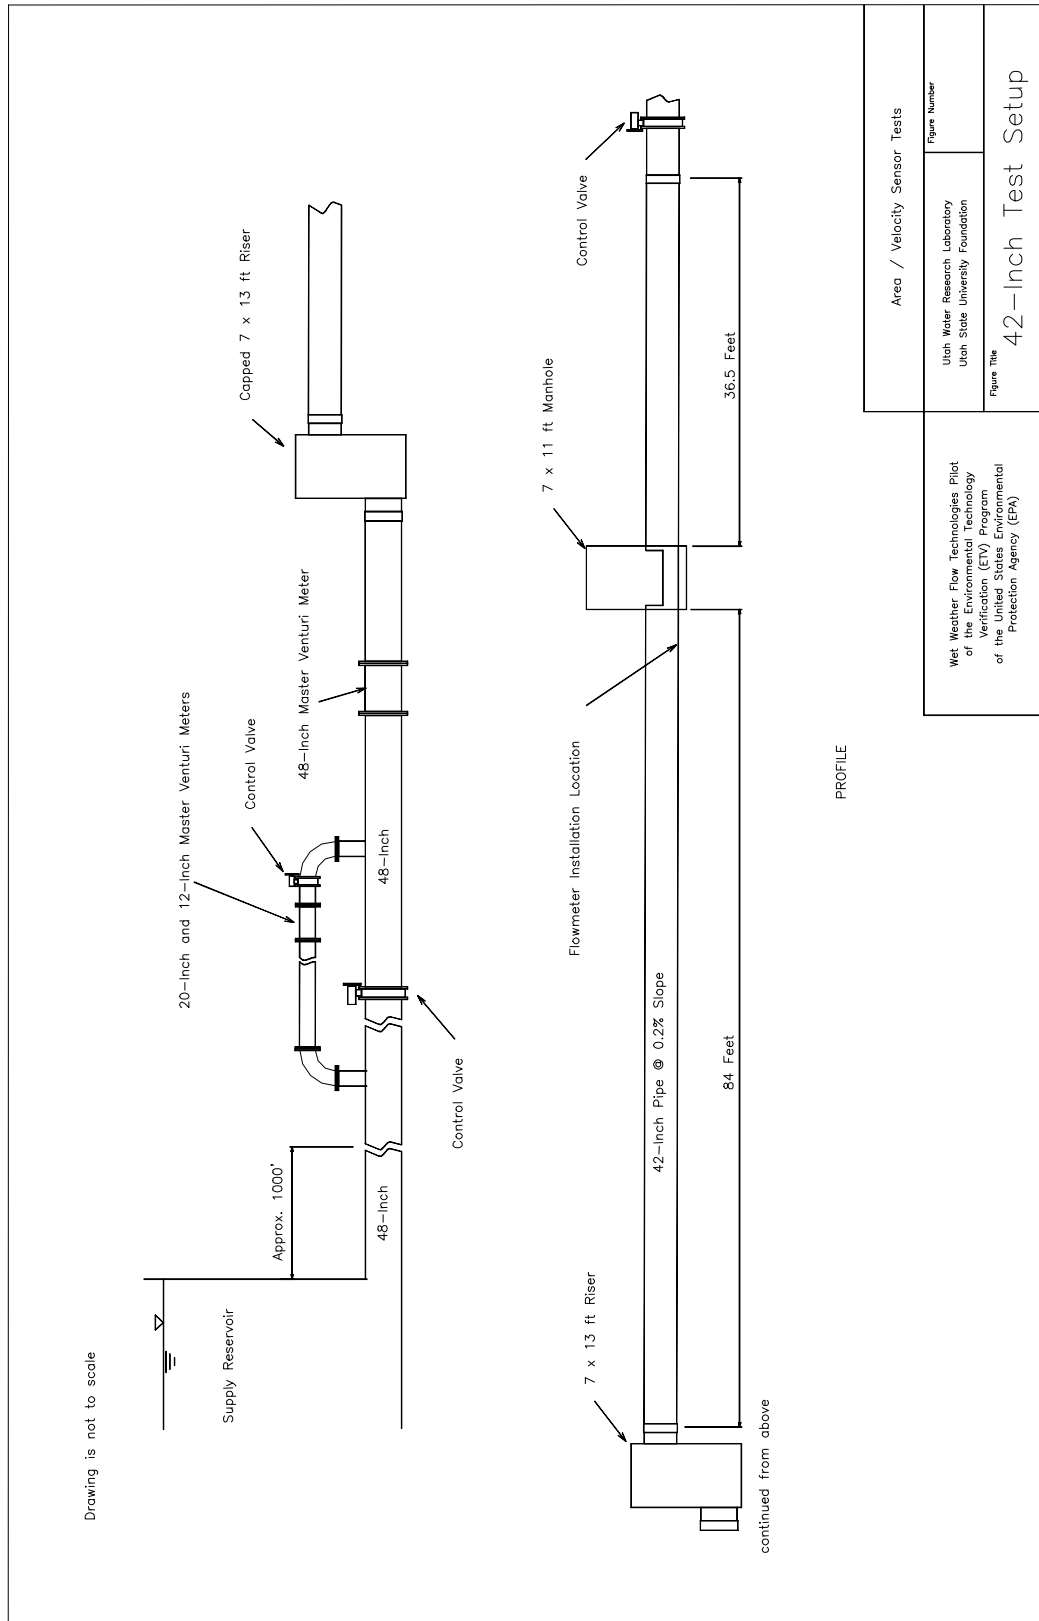 Drawing is not to scale
Supply Reservoir
Approx. 1000'
48-Inch
Control Valve
20-Inch and 12-Inch Master Venturi Meters
Control Valve
48-Inch
48-Inch Master Venturi Meter
Capped 7 x 13 ft Riser
7 x 13 ft Riser
continued from above
42-Inch Pipe @ 0.2% Slope
84 Feet
Flowmeter Installation Location
7 x 11 ft Manhole
36.5 Feet
Control Valve
PROFILE
Wet Weather Flow Technologies Pilot
of the Environmental Technology
Verification (ETV) Program
of the United States Environmental
Protection Agency (EPA)
Area / Velocity Sensor Tests
Utah Water Research Laboratory
Utah State University Foundation
Figure Number
Figure Title
42-Inch Test Setup